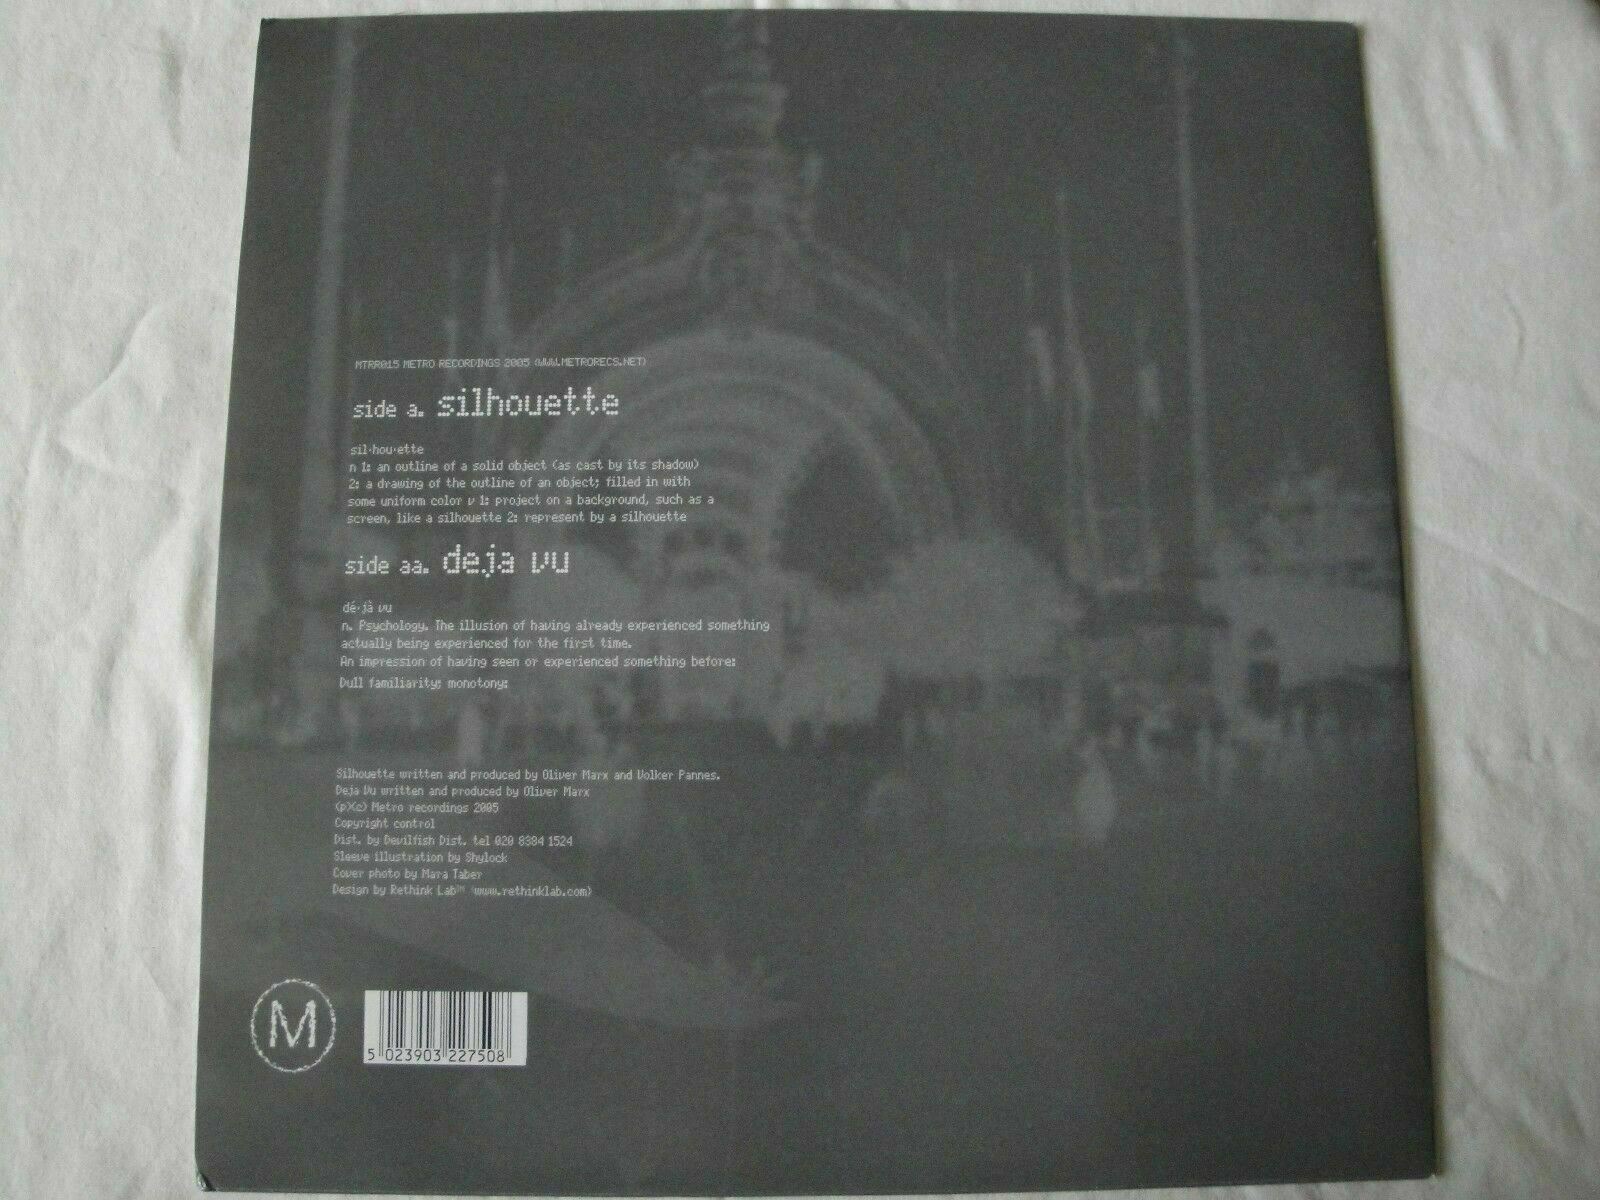 MTRR015 METRO RECORDINGS 2005 (WWW.METRORECS.NET)
side a. silhouette
sil·hou·ette
n 1: an outline of a solid object (as cast by its shadow)
2: a drawing of the outline of an object; filled in with
some uniform color v 1: project on a background, such as a
screen, like a silhouette 2: represent by a silhouette
side aa. deja vu
dé·jà vu
n. Psychology. The illusion of having already experienced something
actually being experienced for the first time.
An impression of having seen or experienced something before:
Dull familiarity; monotony:
Silhouette written and produced by Oliver Marx and Volker Pannes.
Deja Vu written and produced by Oliver Marx
(p)(c) Metro recordings 2005
Copyright control
Dist. by Devilfish Dist. tel 020 8384 1524
Sleeve illustration by Shylock
Cover photo by Mara Taber
Design by Rethink Lab™ (www.rethinklab.com)
M
5 023903 227508